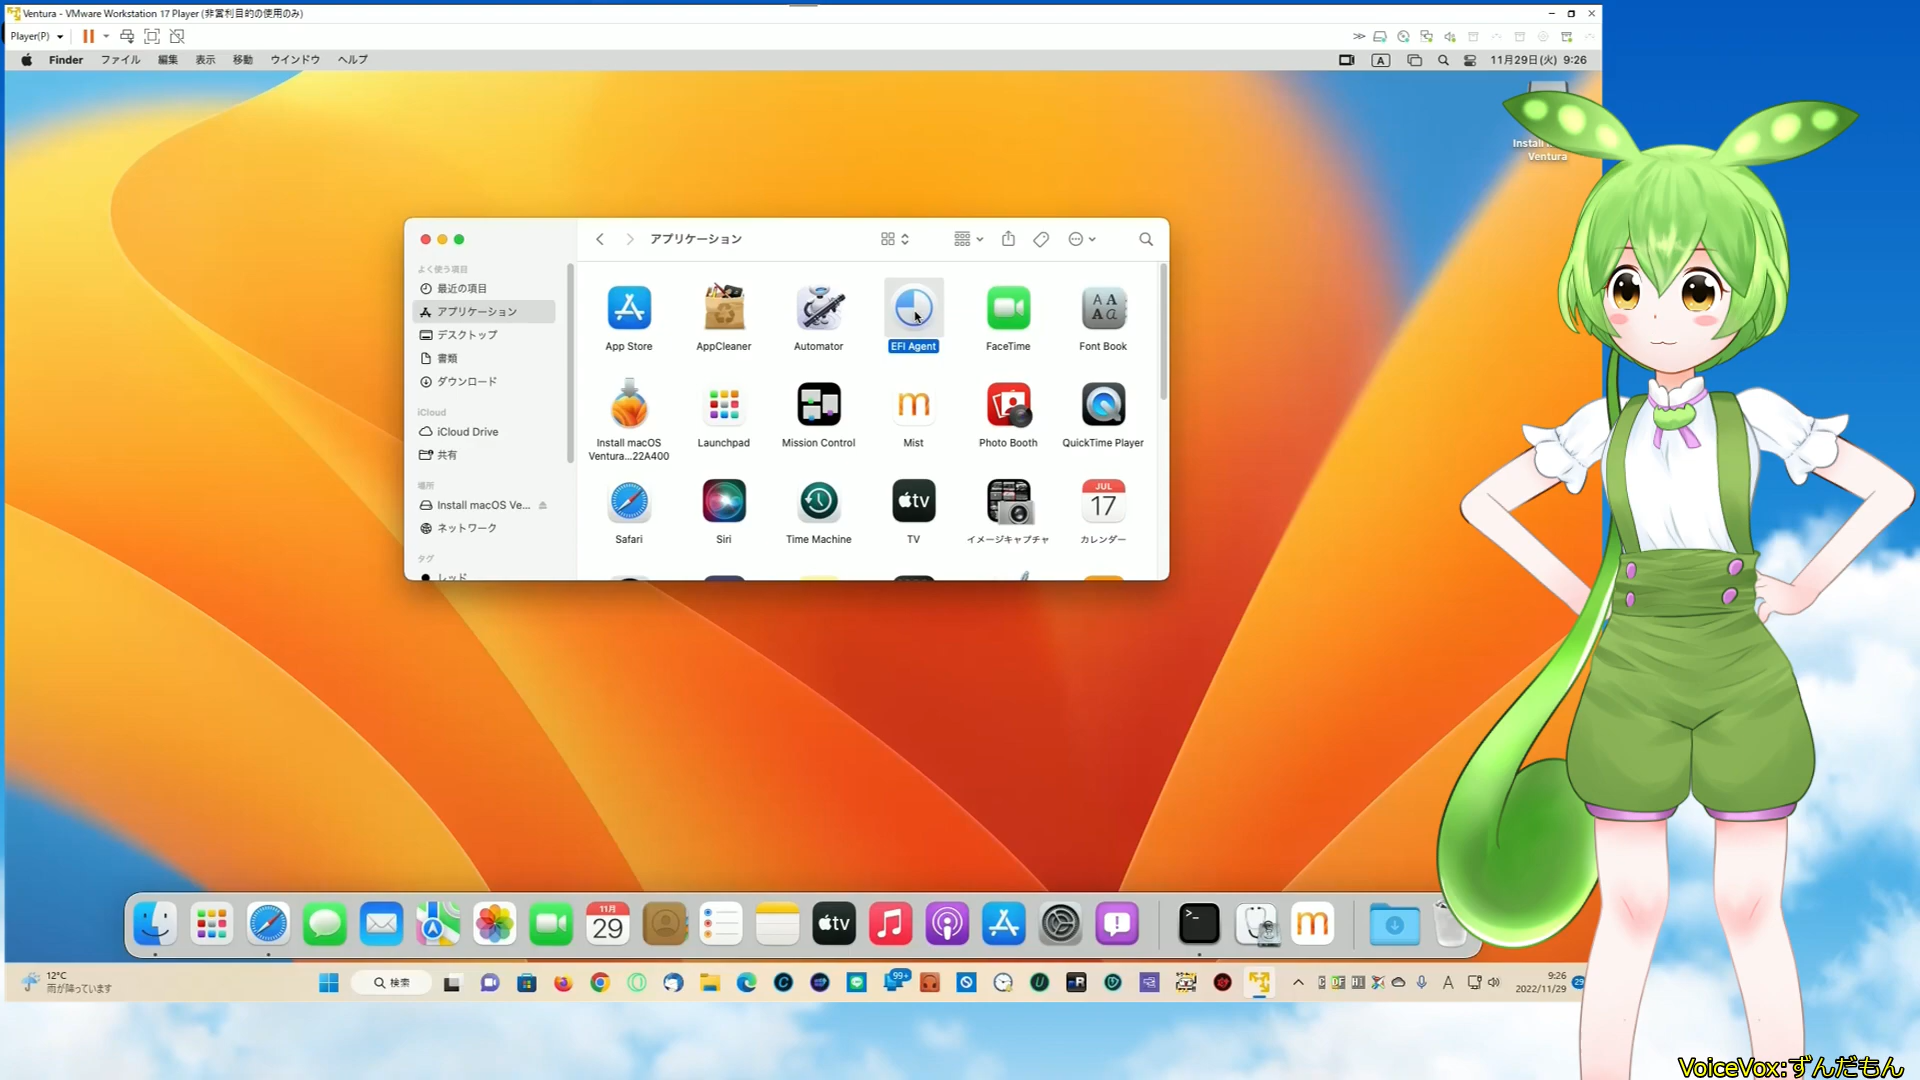 Ventura - VMware Workstation 17 Player (非営利目的の使用のみ)
Player(P)
Finder ファイル 編集 表示 移動 ウインドウ ヘルプ
A 11月29日(火) 9:26
Install
Ventura
アプリケーション
よく使う項目
最近の項目
アプリケーション
デスクトップ
書類
ダウンロード
iCloud
iCloud Drive
共有
場所
Install macOS Ve...
ネットワーク
タグ
レッド
App Store
AppCleaner
Automator
EFI Agent
FaceTime
Font Book
Install macOS
Ventura...22A400
Launchpad
Mission Control
Mist
Photo Booth
QuickTime Player
Safari
Siri
Time Machine
TV
イメージキャプチャ
JUL
17
カレンダー
11月
29
tv
12°C
雨が降っています
検索
99+
A
9:26
2022/11/29
VoiceVox:ずんだもん